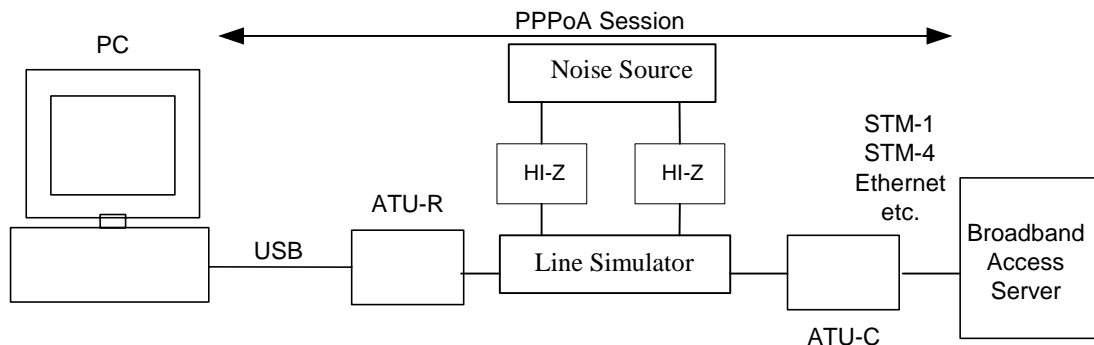 PPPoA Session
PC
Noise Source
STM-1
STM-4
Ethernet
etc.
HI-Z
HI-Z
ATU-R
USB
Line Simulator
Broadband
Access
Server
ATU-C